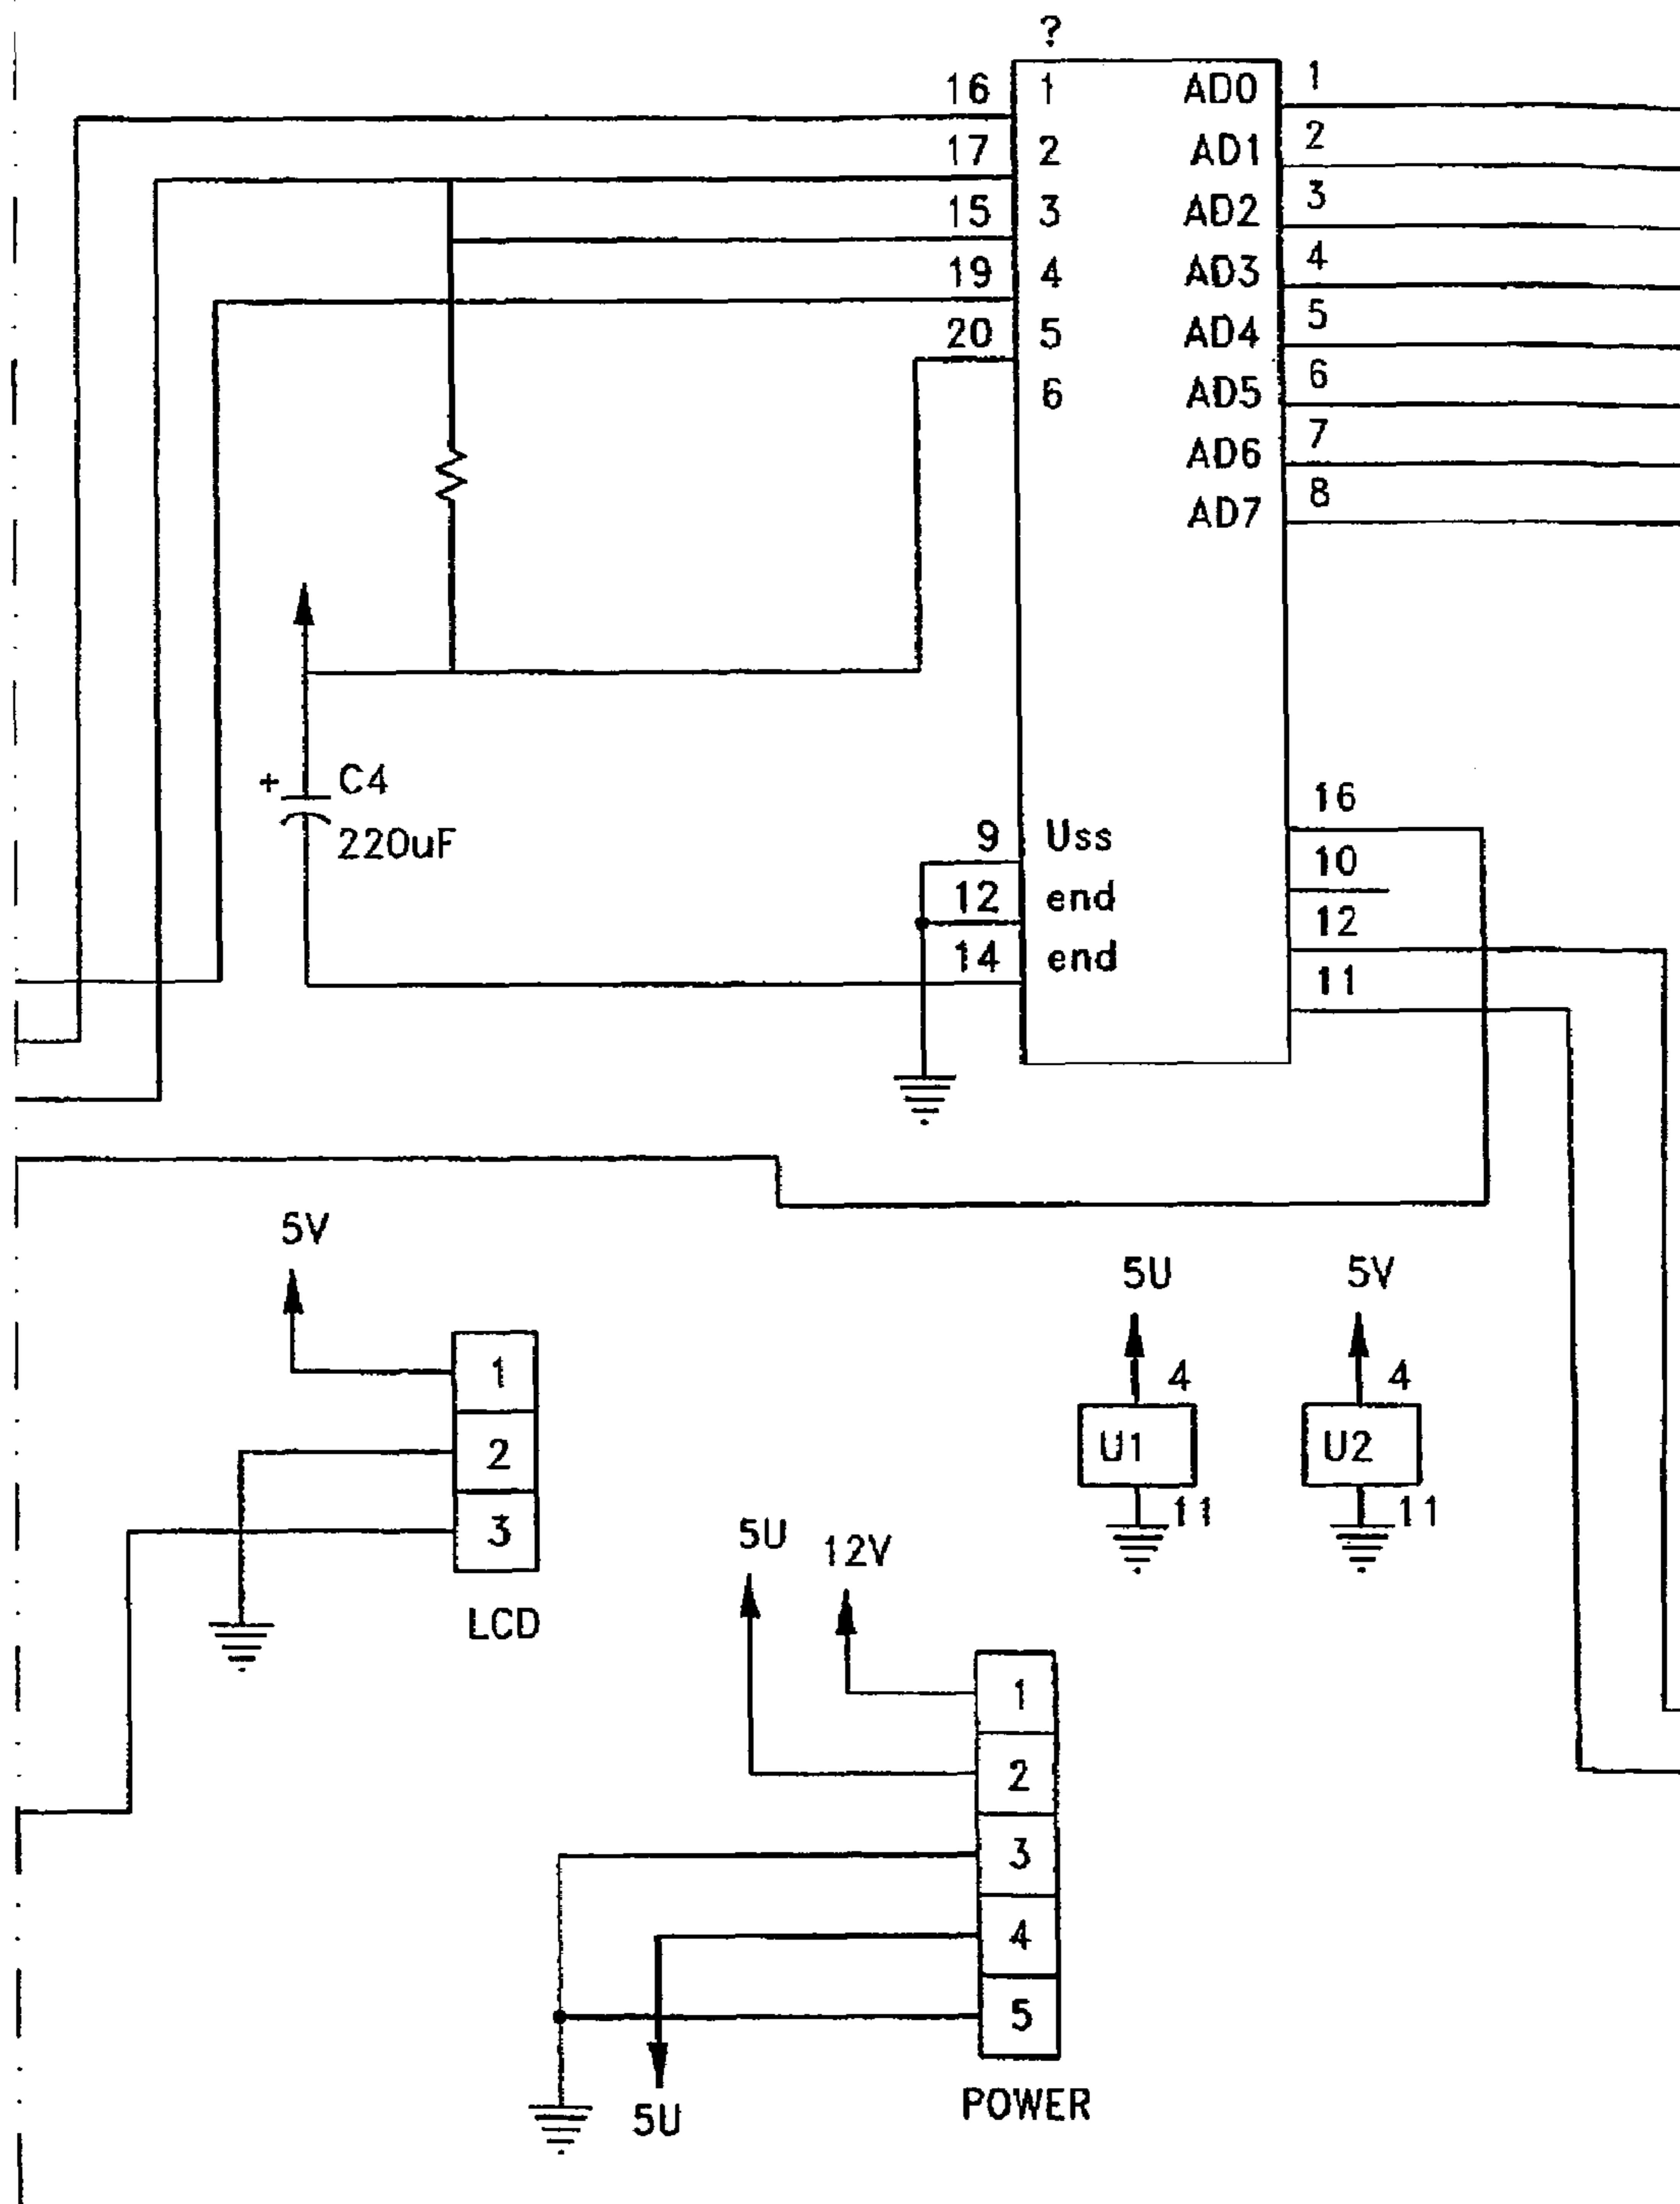 ?
16 1 AD0 1
17 2 AD1 2
15 3 AD2 3
19 4 AD3 4
20 5 AD4 5
6 AD5 6
AD6 7
AD7 8
+ C4
220uF
16
9 Uss
10
12 end
12
14 end
11
5V
5U 5V
1
4 4
2
U1 U2
3
11 11
LCD
5U 12V
1
2
3
4
5
5U
POWER